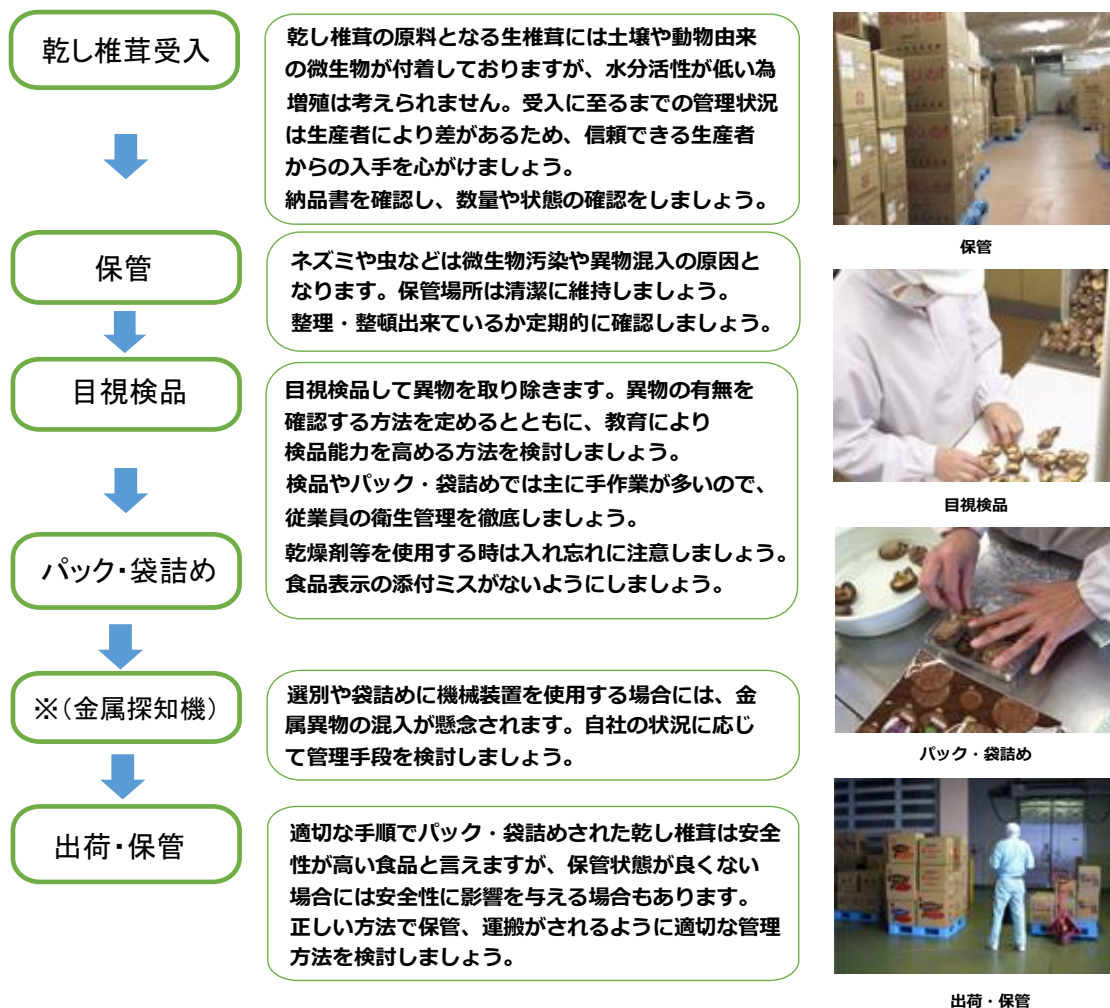 乾し椎茸受入
乾し椎茸の原料となる生椎茸には土壌や動物由来
の微生物が付着しておりますが、水分活性が低い為
増殖は考えられません。受入に至るまでの管理状況
は生産者により差があるため、信頼できる生産者
からの入手を心がけましょう。
納品書を確認し、数量や状態の確認をしましょう。
保管
保管
ネズミや虫などは微生物汚染や異物混入の原因と
なります。保管場所は清潔に維持しましょう。
整理・整頓出来ているか定期的に確認しましょう。
目視検品
目視検品して異物を取り除きます。異物の有無を
確認する方法を定めるとともに、教育により
検品能力を高める方法を検討しましょう。
検品やパック・袋詰めでは主に手作業が多いので、
従業員の衛生管理を徹底しましょう。
乾燥剤等を使用する時は入れ忘れに注意しましょう。
食品表示の添付ミスがないようにしましょう。
目視検品
パック・袋詰め
※(金属探知機)
選別や袋詰めに機械装置を使用する場合には、金
属異物の混入が懸念されます。自社の状況に応じ
て管理手段を検討しましょう。
パック・袋詰め
出荷・保管
適切な手順でパック・袋詰めされた乾し椎茸は安全
性が高い食品と言えますが、保管状態が良くない
場合には安全性に影響を与える場合もあります。
正しい方法で保管、運搬がされるように適切な管理
方法を検討しましょう。
出荷・保管